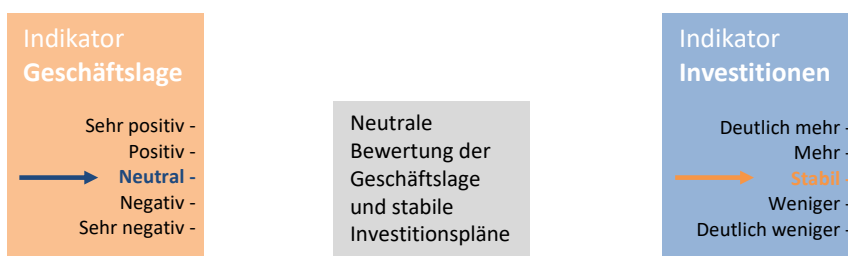 Indikator
Geschäftslage
Sehr positiv -
Positiv -
Neutral -
Negativ -
Sehr negativ -
Neutrale
Bewertung der
Geschäftslage
und stabile
Investitionspläne
Indikator
Investitionen
Deutlich mehr -
Mehr -
Stabil -
Weniger -
Deutlich weniger -